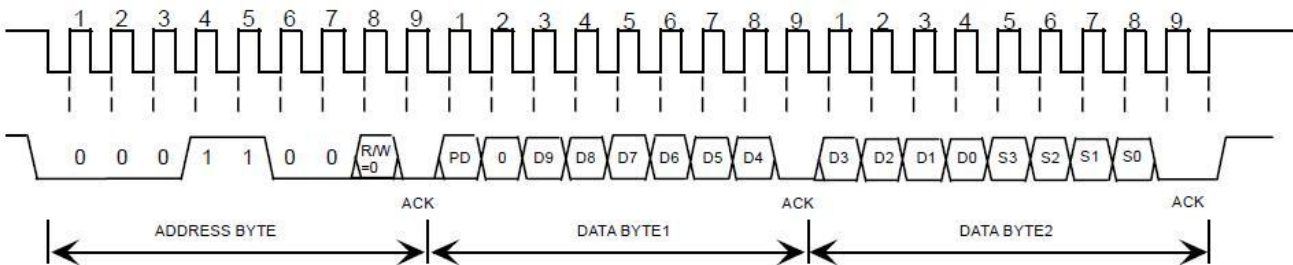 1 2 3 4 5 6 7 8 9 1 2 3 4 5 6 7 8 9 1 2 3 4 5 6 7 8 9
0 0 0 1 1 0 0 R/W =0 PD 0 D9 D8 D7 D6 D5 D4 D3 D2 D1 D0 S3 S2 S1 S0
ACK ACK ACK
ADDRESS BYTE DATA BYTE1 DATA BYTE2